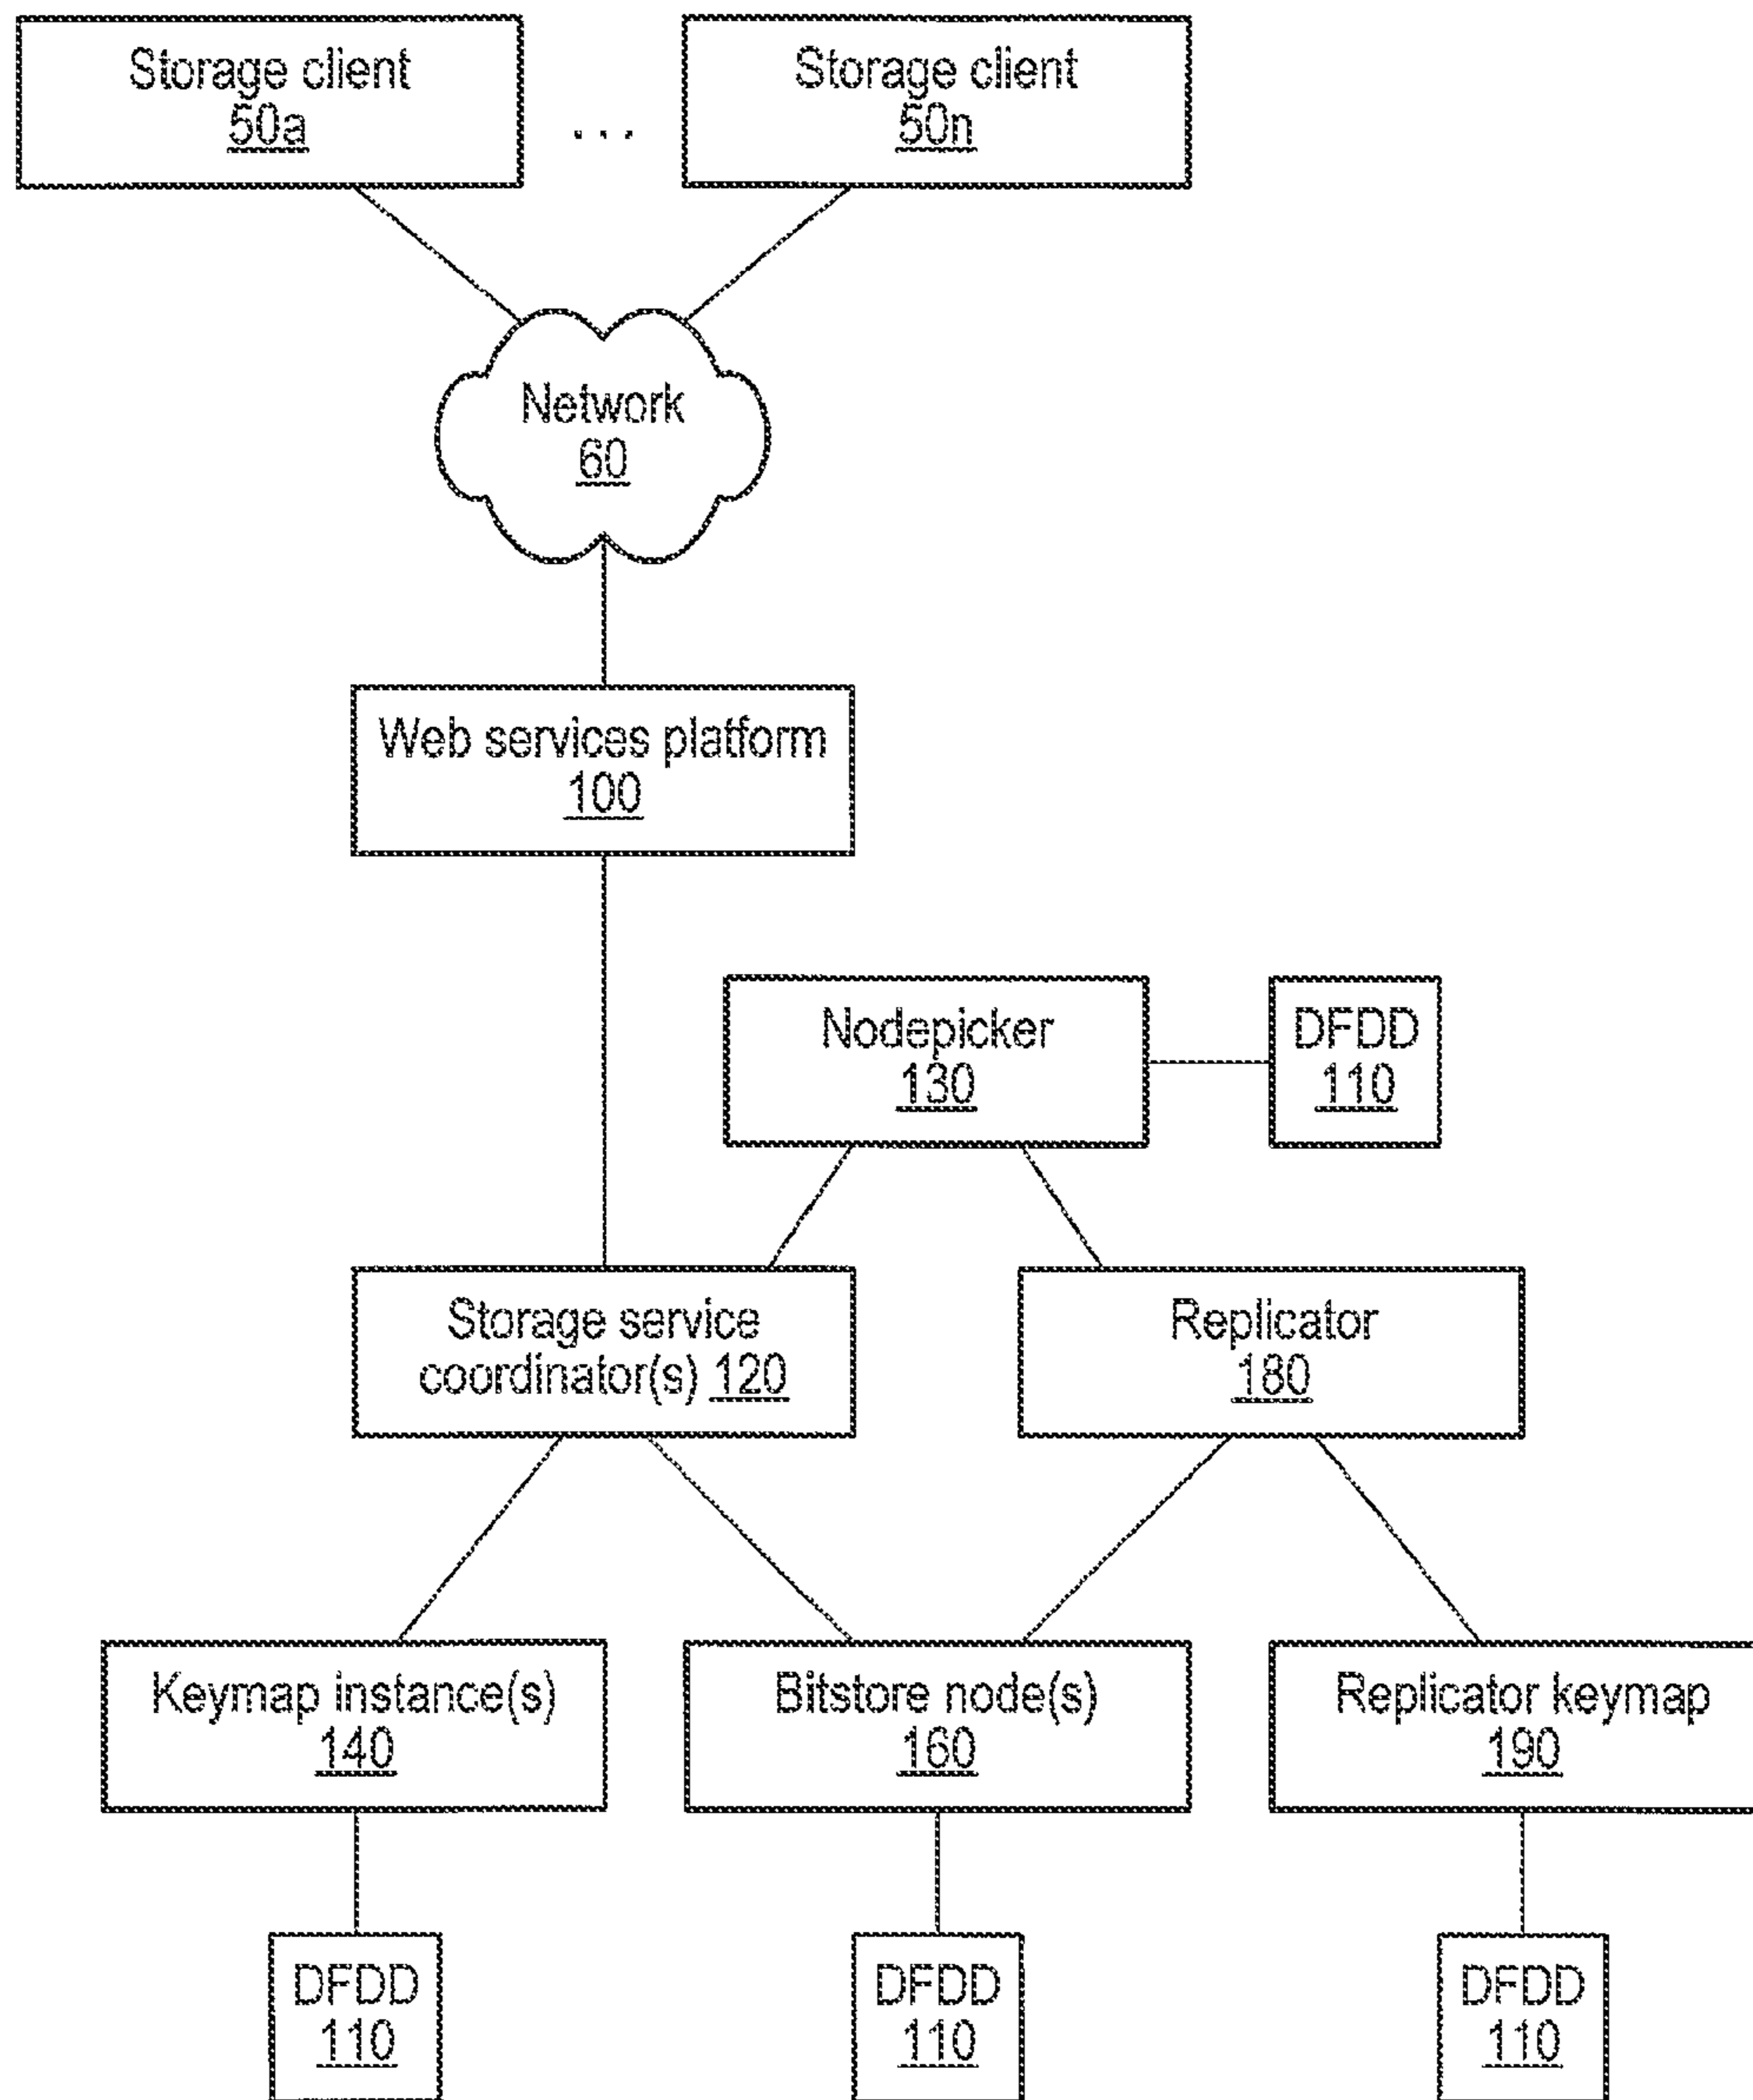 Storage client
50a
...
Storage client
50n
Network
60
Web services platform
100
Nodepicker
130
DFDD
110
Storage service
coordinator(s) 120
Replicator
180
Keymap instance(s)
140
Bitstore node(s)
160
Replicator keymap
190
DFDD
110
DFDD
110
DFDD
110